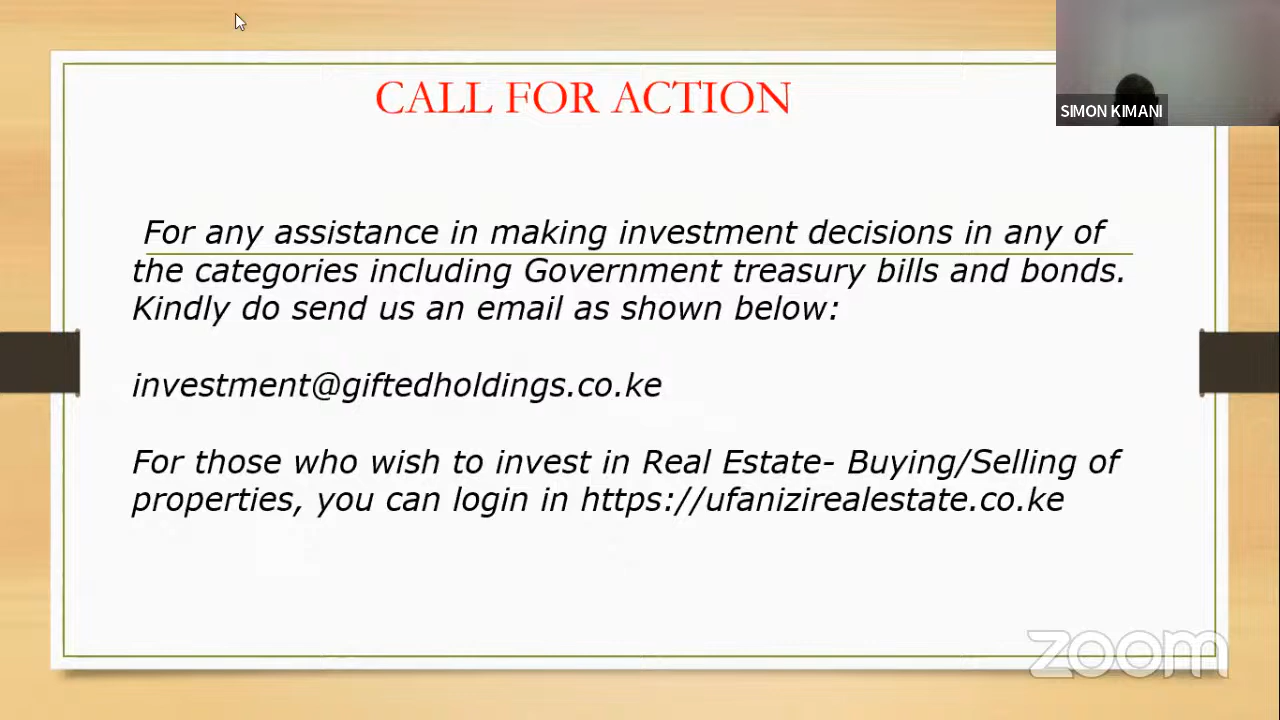 CALL FOR ACTION
SIMON KIMANI
For any assistance in making investment decisions in any of
the categories including Government treasury bills and bonds.
Kindly do send us an email as shown below:
investment@giftedholdings.co.ke
For those who wish to invest in Real Estate- Buying/Selling of
properties, you can login in https://ufanizirealestate.co.ke
zoom